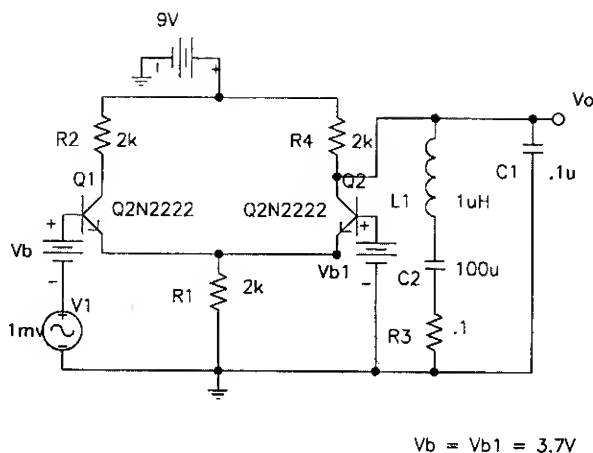 9V
Vo
R2 2k
R4 2k
C1 .1u
Q1
Q2
Q2N2222
Q2N2222
L1 1uH
+
Vb
-
+
Vb1
-
C2 100u
R1 2k
V1
1mv
R3 .1
Vb = Vb1 = 3.7V